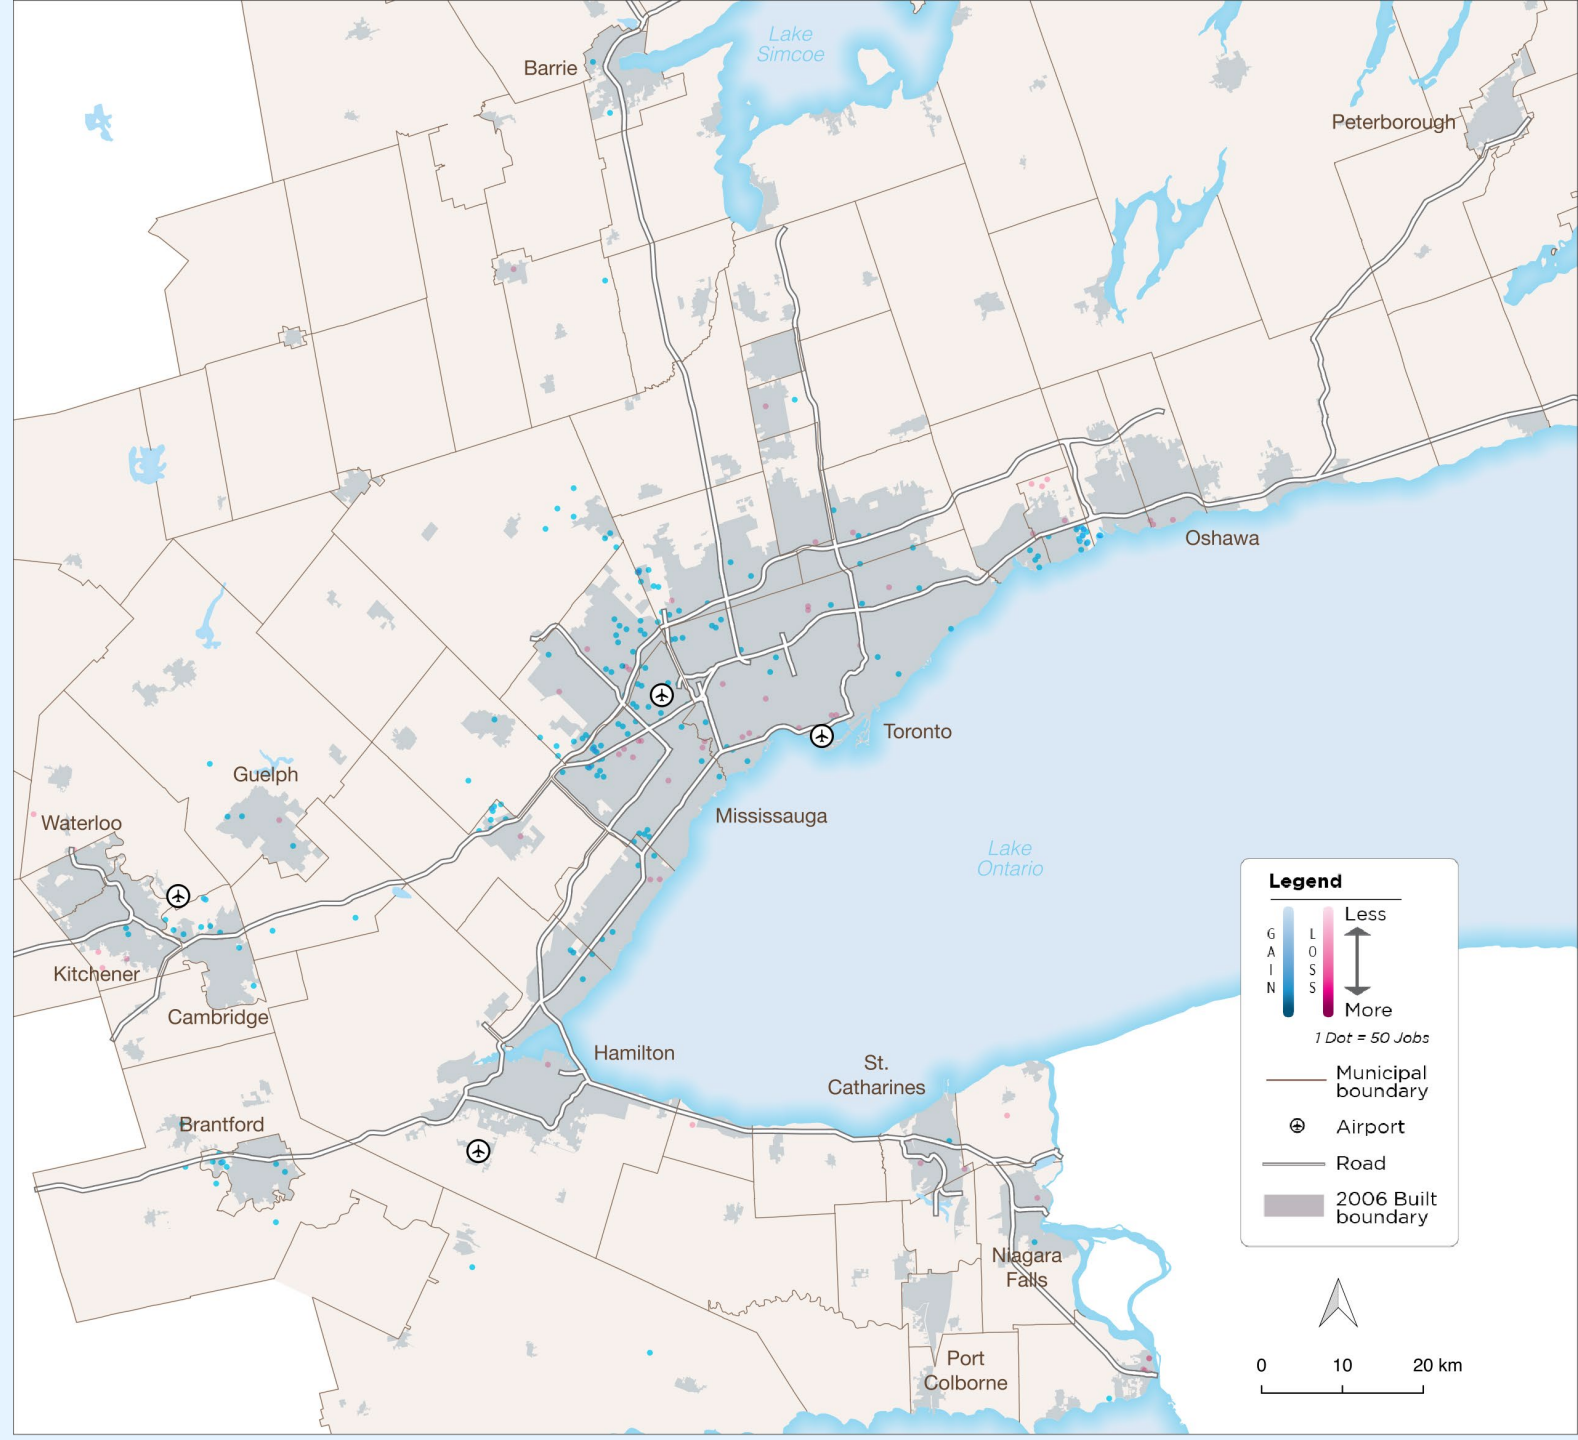 Lake
Simcoe
Barrie
Peterborough
Oshawa
Toronto
Guelph
Waterloo
Mississauga
Lake
Ontario
Kitchener
Cambridge
Hamilton
St.
Catharines
Brantford
Niagara
Falls
Port
Colborne
Legend
GAIN
LOSS
Less
More
1 Dot = 50 Jobs
Municipal
boundary
Airport
Road
2006 Built
boundary
0 10 20 km